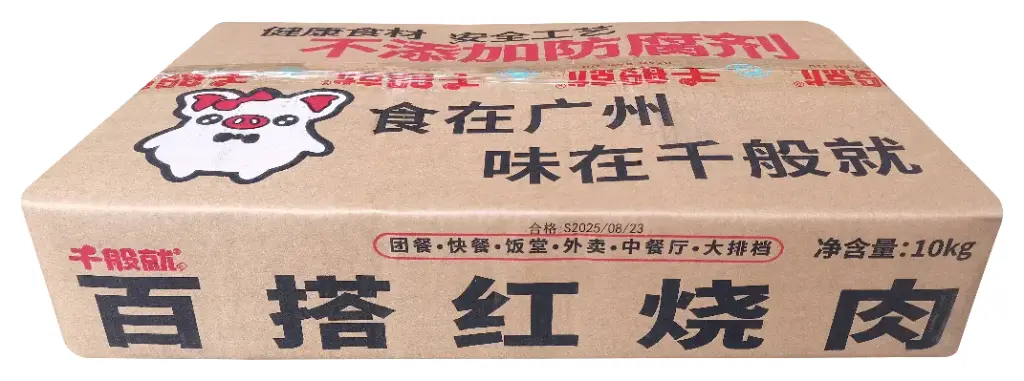 健康食材 安全工艺
不添加防腐剂
食在广州
味在千般就
合格:S2025/08/23
团餐·快餐·饭堂·外卖·中餐厅·大排档
净含量:10kg
千般就
百搭红烧肉